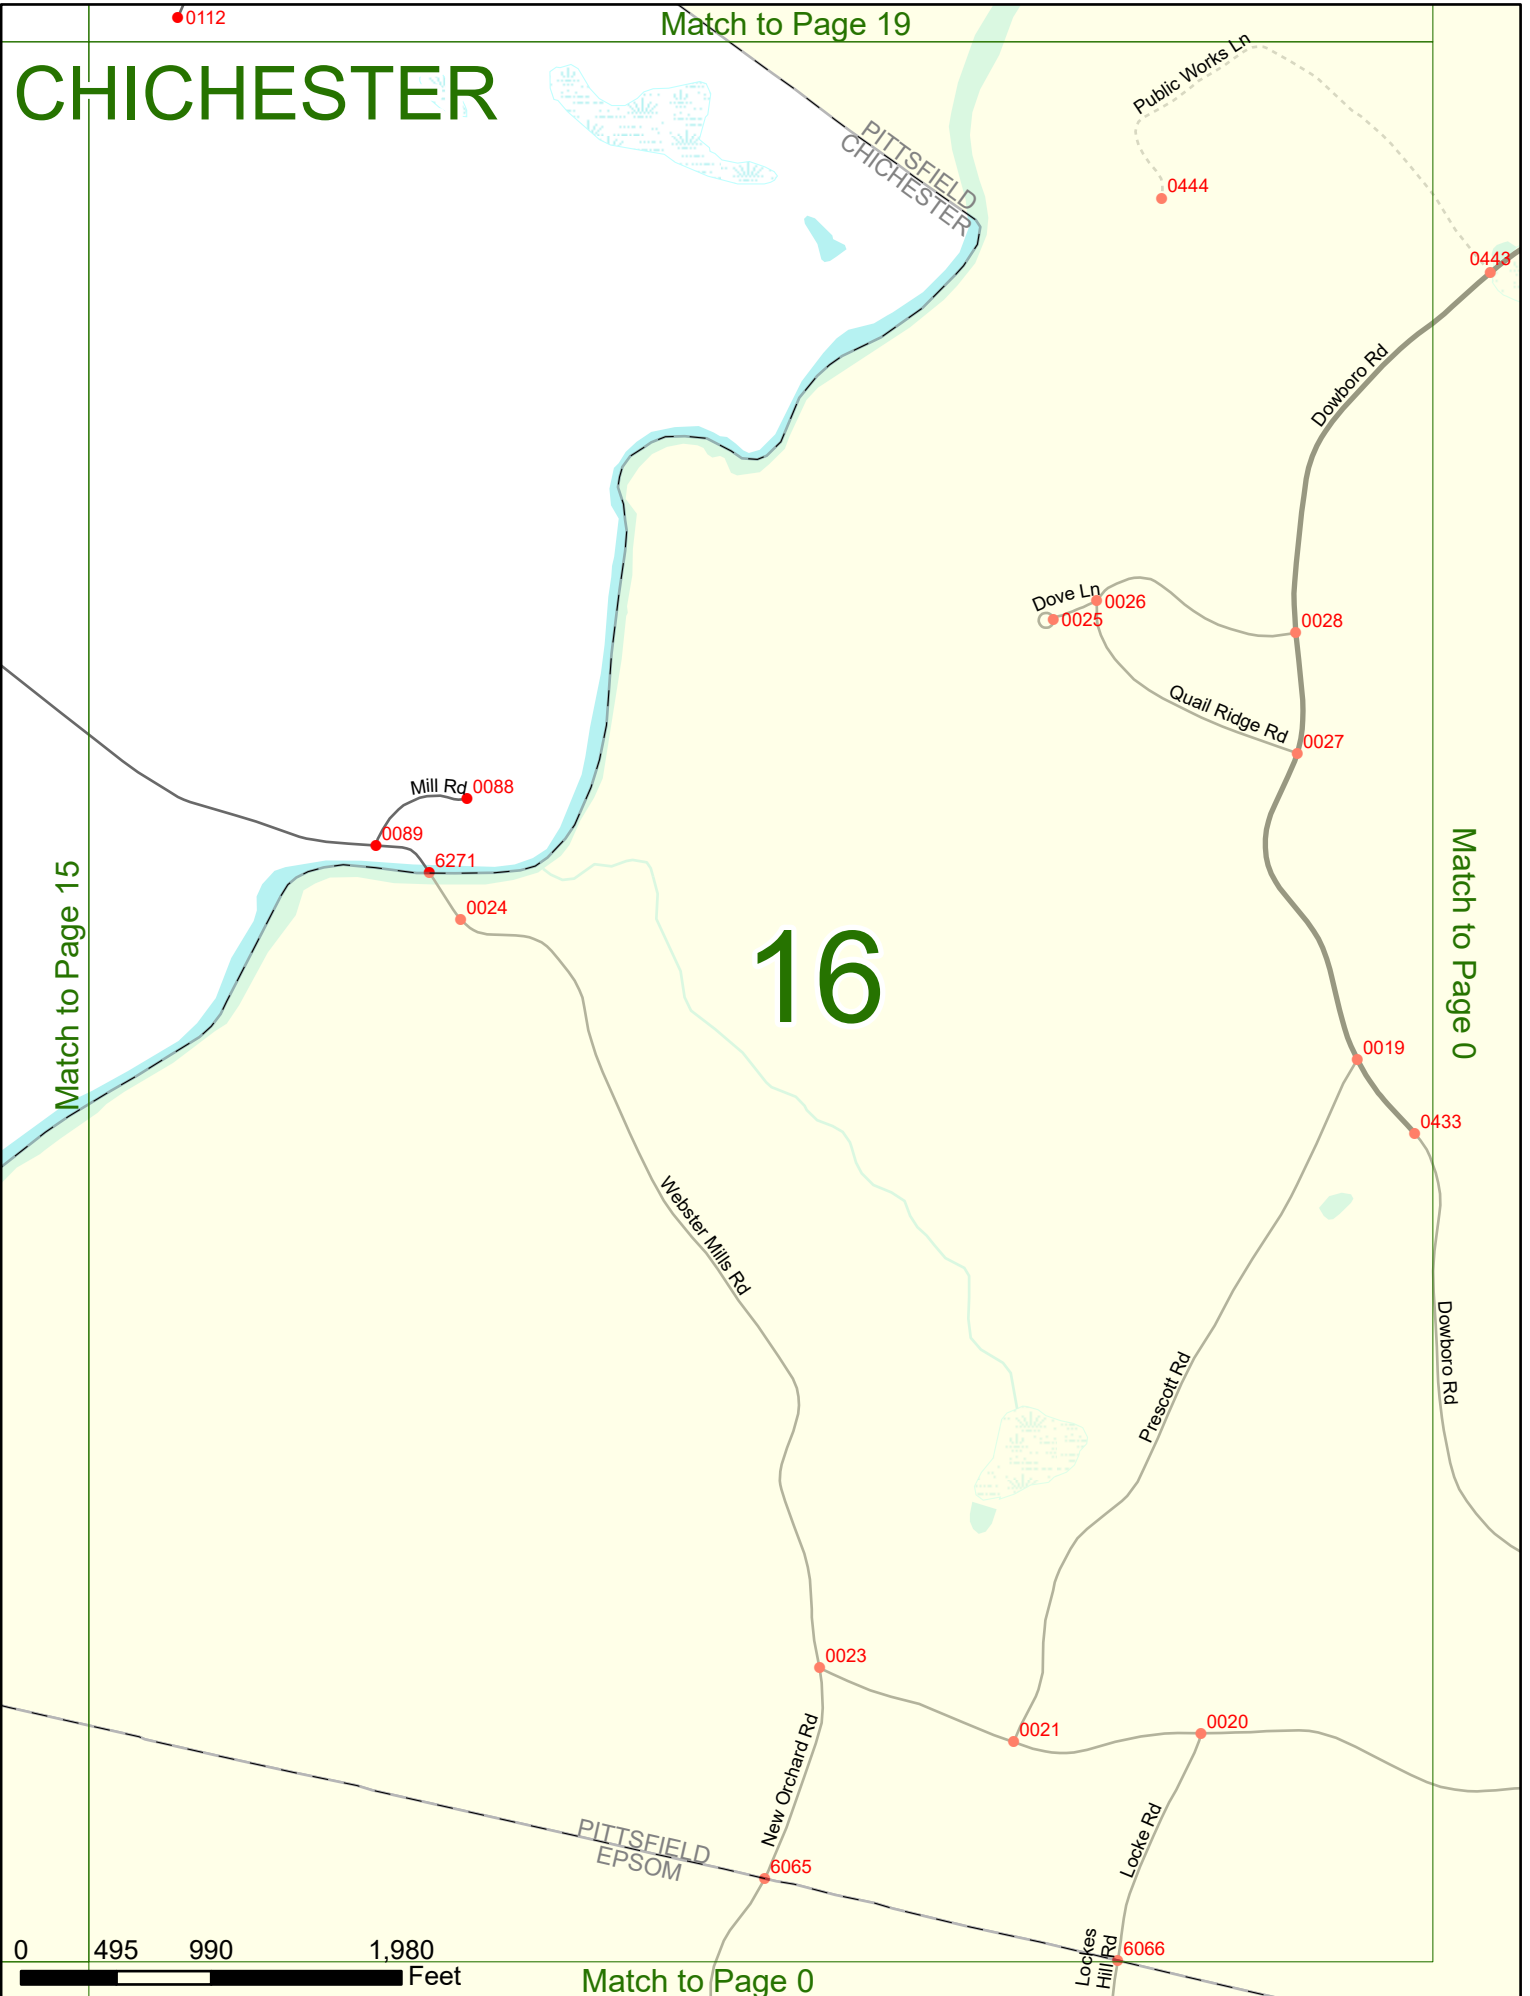 0112
Match to Page 19
CHICHESTER
Public Works Ln
PITTSFIELD
CHICHESTER
0444
0443
Dowboro Rd
Dove Ln
0026
0025
0028
Quail Ridge Rd
0027
Mill Rd
0088
0089
6271
0024
Match to Page 15
16
Match to Page 0
0019
0433
Webster Mills Rd
Dowboro Rd
Prescott Rd
0023
0021
0020
New Orchard Rd
Locke Rd
PITTSFIELD
EPSOM
6065
6066
Lockes
Hill Rd
0 495 990 1,980
Feet
Match to Page 0